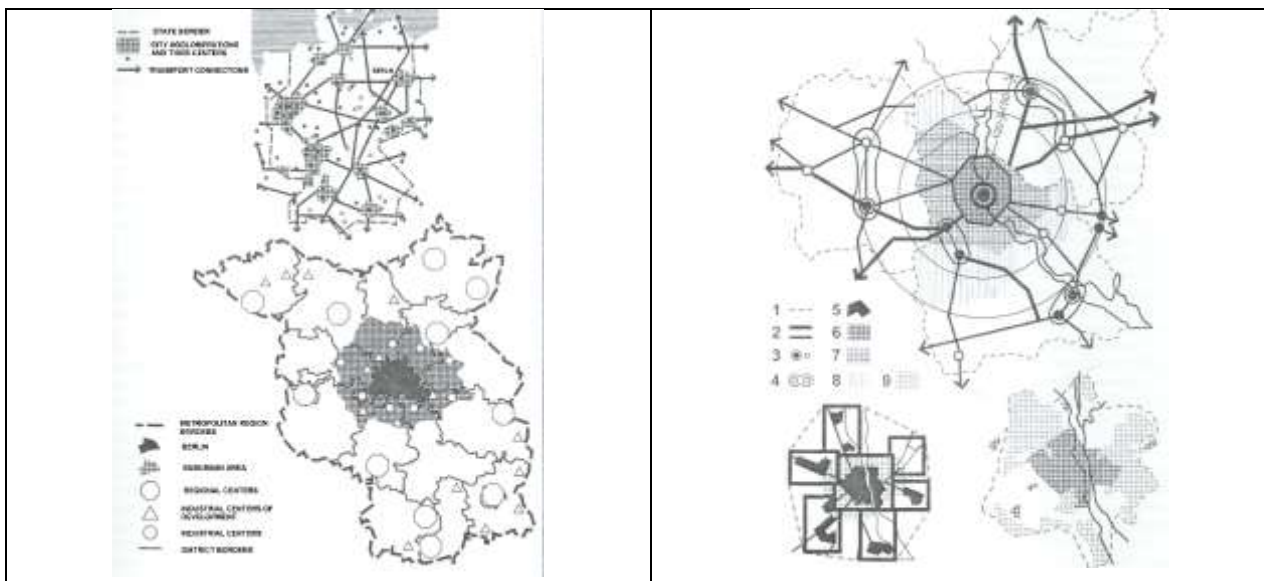 STATE BORDER
CITY AGGLOMERATIONS
AND TOWN CENTERS
TRANSPORT CONNECTIONS
BERLIN
METROPOLITAN REGION
BORDERS
BERLIN
SUBURBAN AREA
REGIONAL CENTERS
INDUSTRIAL CENTERS OF
DEVELOPMENT
INDUSTRIAL CENTERS
DISTRICT BORDERS
1
5
2
6
3
7
4
8
9